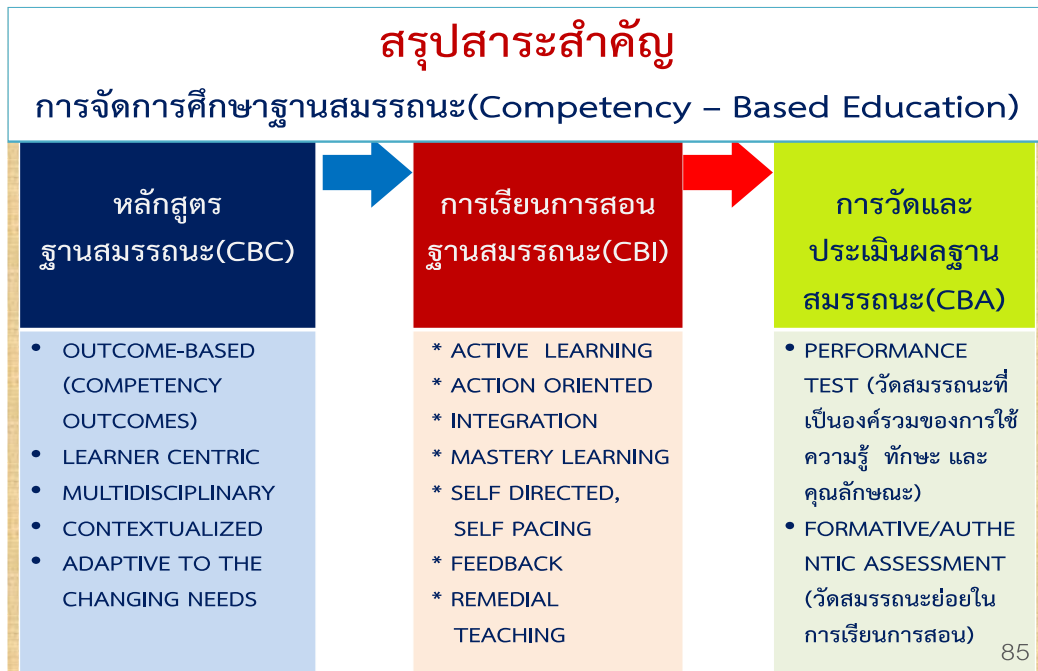 สรุปสาระสำคัญ
การจัดการศึกษาฐานสมรรถนะ(Competency – Based Education)
หลักสูตร
ฐานสมรรถนะ(CBC)
• OUTCOME-BASED
(COMPETENCY
OUTCOMES)
• LEARNER CENTRIC
• MULTIDISCIPLINARY
• CONTEXTUALIZED
• ADAPTIVE TO THE
CHANGING NEEDS
การเรียนการสอน
ฐานสมรรถนะ(CBI)
* ACTIVE LEARNING
* ACTION ORIENTED
* INTEGRATION
* MASTERY LEARNING
* SELF DIRECTED,
SELF PACING
* FEEDBACK
* REMEDIAL
TEACHING
การวัดและ
ประเมินผลฐาน
สมรรถนะ(CBA)
• PERFORMANCE
TEST (วัดสมรรถนะที่
เป็นองค์รวมของการใช้
ความรู้ ทักษะ และ
คุณลักษณะ)
• FORMATIVE/AUTHE
NTIC ASSESSMENT
(วัดสมรรถนะย่อยใน
การเรียนการสอน)
85